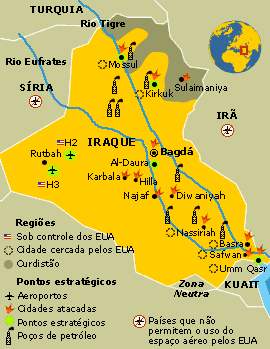 TURQUIA
Rio Tigre
Mossul
Rio Eufrates
Kirkuk
Sulaimaniya
SÍRIA
IRÃ
H2
IRAQUE
Bagdá
Rutbah
Al-Daura
H3
Karbala
Hilla
Najaf
Diwaniyah
Regiões
Sob controle dos EUA
Cidade cercada pelos EUA
Curdistão
Nassiriah
Basra
Safwan
Umm Qasr
Zona
Neutra
KUAIT
Pontos estratégicos
Aeroportos
Cidades atacadas
Pontos estratégicos
Poços de petróleo
Países que não
permitem o uso do
espaço aéreo pelos EUA